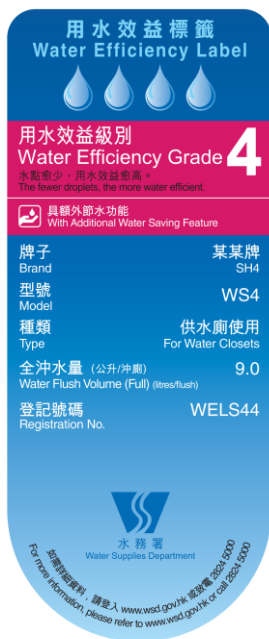 用水效益標籤
Water Efficiency Label
用水效益級別
Water Efficiency Grade 4
水點愈少、用水效益愈高。
The fewer droplets, the more water efficient.
具額外節水功能
With Additional Water Saving Feature
牌子 某某牌
Brand SH4
型號 WS4
Model
種類 供水廁使用
Type For Water Closets
全沖水量 (公升/沖廁) 9.0
Water Flush Volume (Full) (litres/flush)
登記號碼 WELS44
Registration No.
水務署
Water Supplies Department
如需詳細資料，請登入 www.wsd.gov.hk 或致電 2824 5000
For more information, please refer to www.wsd.gov.hk or call 2824 5000